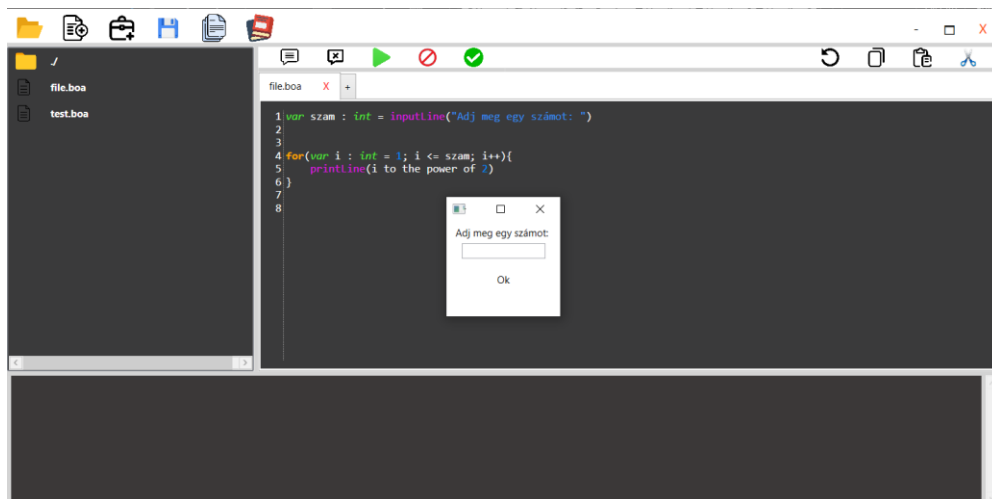 - X
./
file.boa
test.boa
file.boa X +
1 var szam : int = inputLine("Adj meg egy számot: ")
2
3
4 for(var i : int = 1; i <= szam; i++){
5 printLine(i to the power of 2)
6 }
7
8
Adj meg egy számot:
Ok